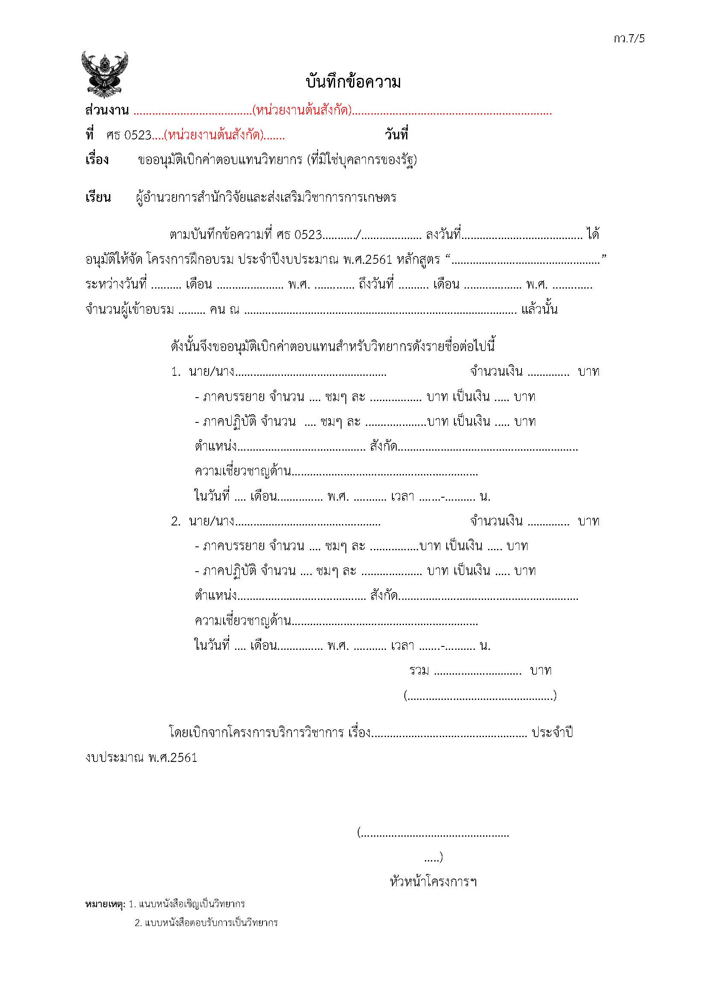 กว.7/5
บันทึกข้อความ
ส่วนงาน ......................................(หน่วยงานต้นสังกัด)................................................................
ที่ ศธ 0523....(หน่วยงานต้นสังกัด)....... วันที่
เรื่อง ขออนุมัติเบิกค่าตอบแทนวิทยากร (ที่มิใช่บุคลากรของรัฐ)
เรียน ผู้อำนวยการสำนักวิจัยและส่งเสริมวิชาการการเกษตร
ตามบันทึกข้อความที่ ศธ 0523.........../.................... ลงวันที่........................................ ได้
อนุมัติให้จัด โครงการฝึกอบรม ประจำปีงบประมาณ พ.ศ.2561 หลักสูตร “.................................................”
ระหว่างวันที่ .......... เดือน ...................... พ.ศ. ............. ถึงวันที่ .......... เดือน ................... พ.ศ. .............
จำนวนผู้เข้าอบรม ......... คน ณ .......................................................................................... แล้วนั้น
ดังนั้นจึงขออนุมัติเบิกค่าตอบแทนสำหรับวิทยากรดังรายชื่อต่อไปนี้
1. นาย/นาง.................................................. จำนวนเงิน .............. บาท
- ภาคบรรยาย จำนวน .... ชมๆ ละ ................. บาท เป็นเงิน ..... บาท
- ภาคปฏิบัติ จำนวน .... ชมๆ ละ ....................บาท เป็นเงิน ..... บาท
ตำแหน่ง.......................................... สังกัด...........................................................
ความเชี่ยวชาญด้าน.............................................................
ในวันที่ .... เดือน............... พ.ศ. ........... เวลา .......-.......... น.
2. นาย/นาง................................................ จำนวนเงิน .............. บาท
- ภาคบรรยาย จำนวน .... ชมๆ ละ ................บาท เป็นเงิน ..... บาท
- ภาคปฏิบัติ จำนวน .... ชมๆ ละ .................... บาท เป็นเงิน ..... บาท
ตำแหน่ง.......................................... สังกัด...........................................................
ความเชี่ยวชาญด้าน.............................................................
ในวันที่ .... เดือน............... พ.ศ. ........... เวลา .......-.......... น.
รวม ............................. บาท
(................................................)
โดยเบิกจากโครงการบริการวิชาการ เรื่อง................................................... ประจำปี
งบประมาณ พ.ศ.2561
(.................................................
.....)
หัวหน้าโครงการฯ
หมายเหตุ: 1. แนบหนังสือเชิญเป็นวิทยากร
2. แบบหนังสือตอบรับการเป็นวิทยากร